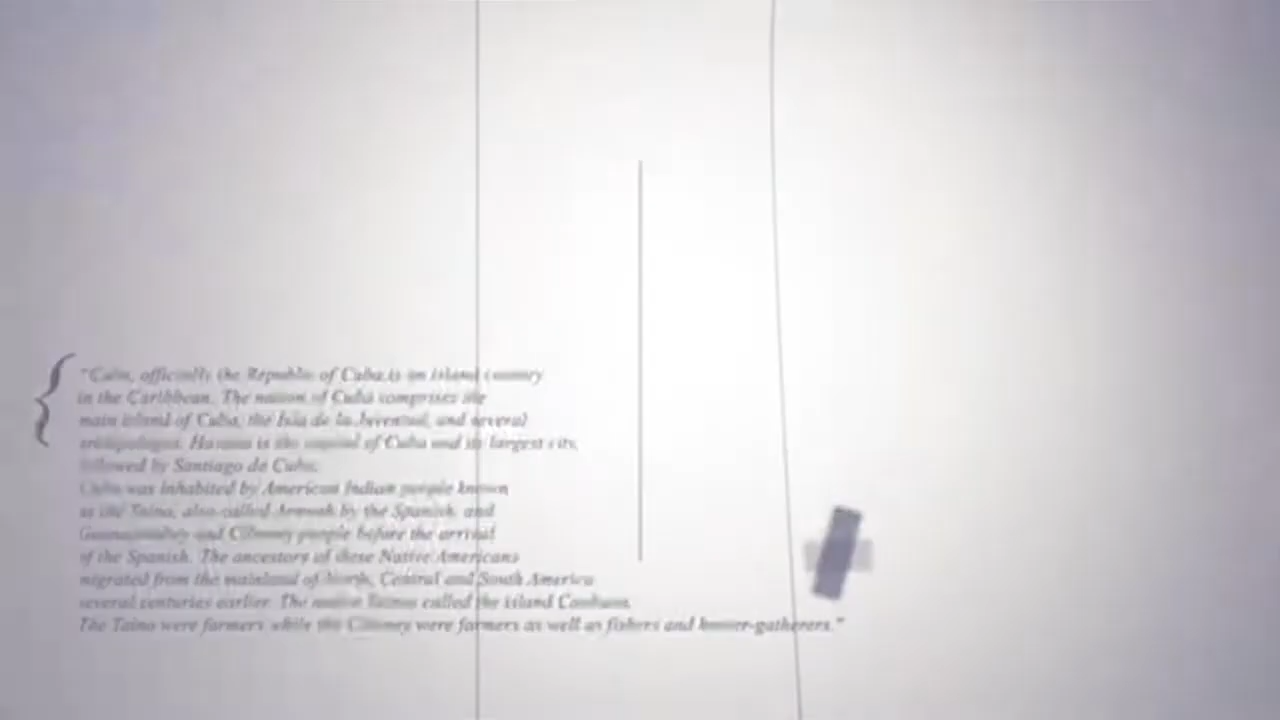 "Cuba, officially the Republic of Cuba is an island country
in the Caribbean. The nation of Cuba comprises the
main island of Cuba, the Isla de la Juventud, and several
archipelagos. Havana is the capital of Cuba and its largest city,
followed by Santiago de Cuba.
Cuba was inhabited by American Indian people known
as the Taíno, also called Arawak by the Spanish, and
and Ciboney people before the arrival
of the Spanish. The ancestors of these Native Americans
migrated from the mainland of North, Central and South America
several centuries earlier. The native Taínos called the island
The Taíno were farmers while the Ciboney were farmers as well as fishers and hunter-gatherers."